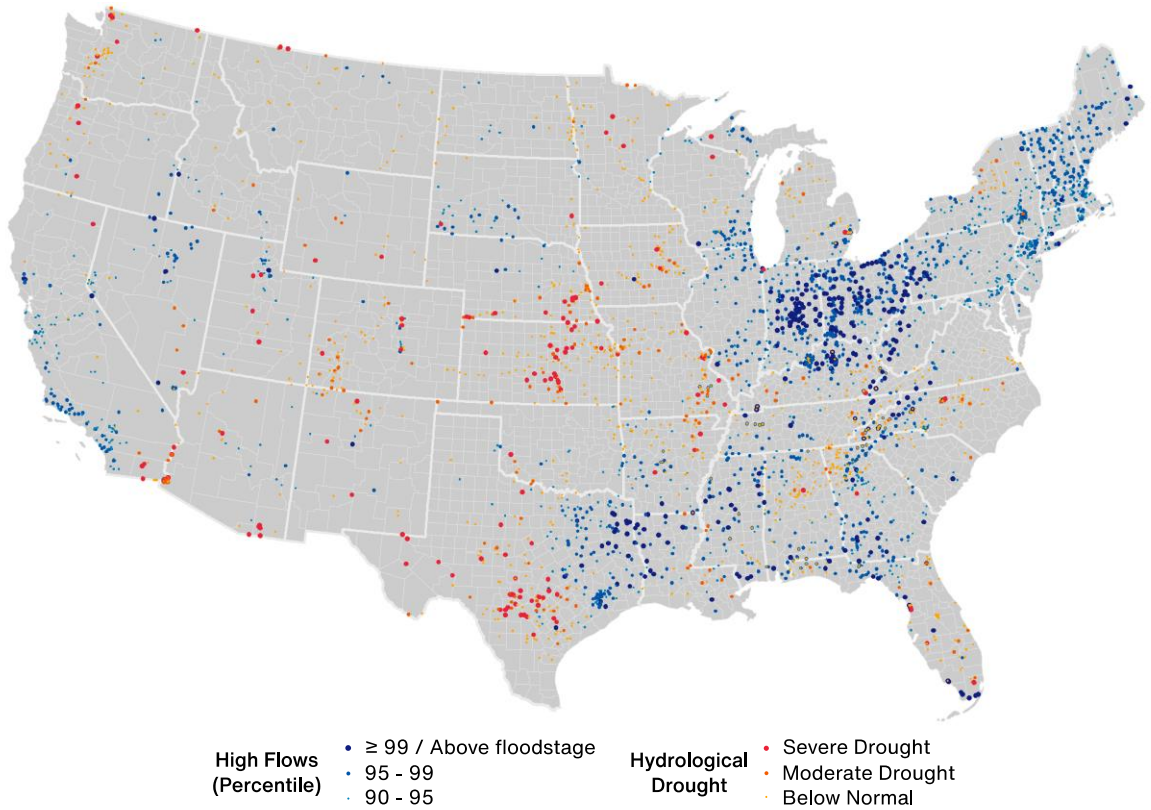 High Flows
(Percentile)
≥ 99 / Above floodstage
95 - 99
90 - 95
Hydrological
Drought
Severe Drought
Moderate Drought
Below Normal